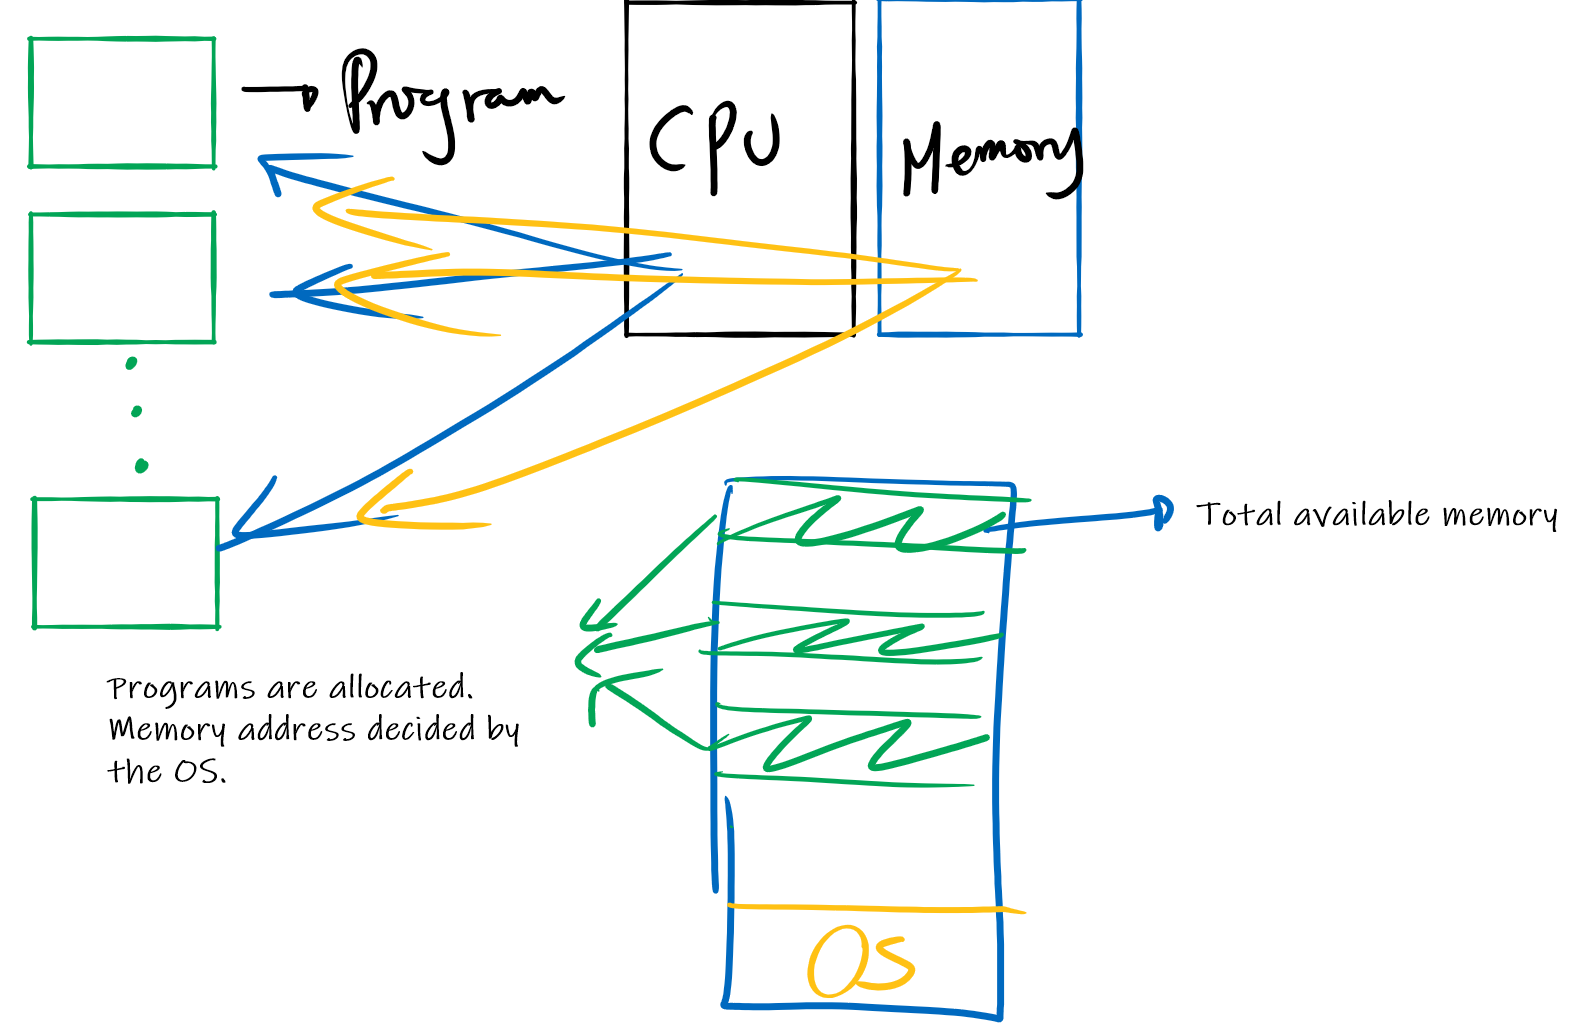 Program
CPU
Memory
Total available memory
Programs are allocated.
Memory address decided by
the OS.
OS